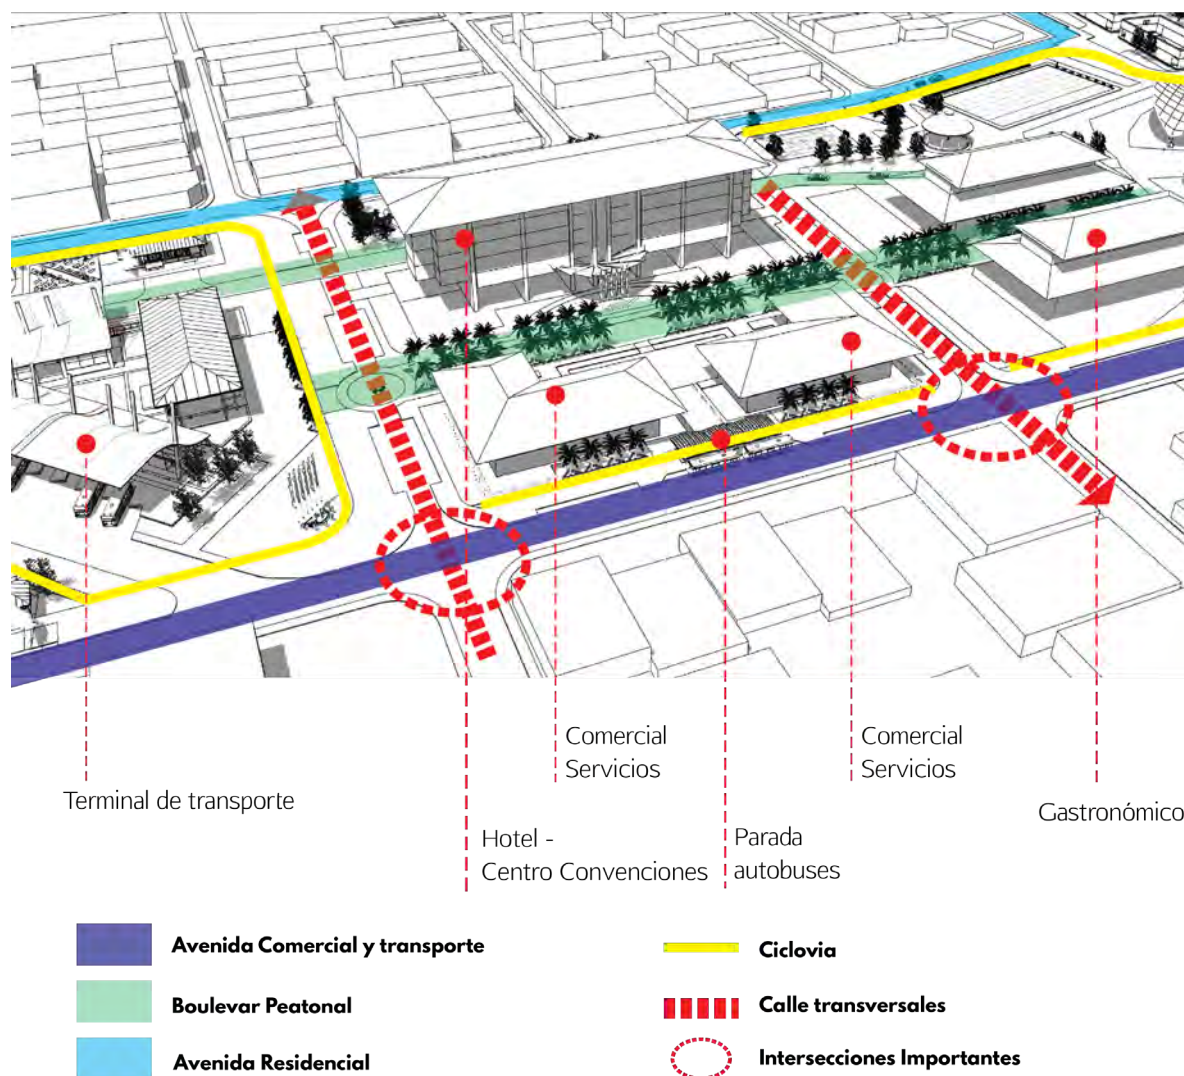 Comercial
Servicios
Comercial
Servicios
Terminal de transporte
Gastronómico
Hotel -
Centro Convenciones
Parada
autobuses
Avenida Comercial y transporte
Ciclovia
Boulevar Peatonal
Calle transversales
Avenida Residencial
Intersecciones Importantes